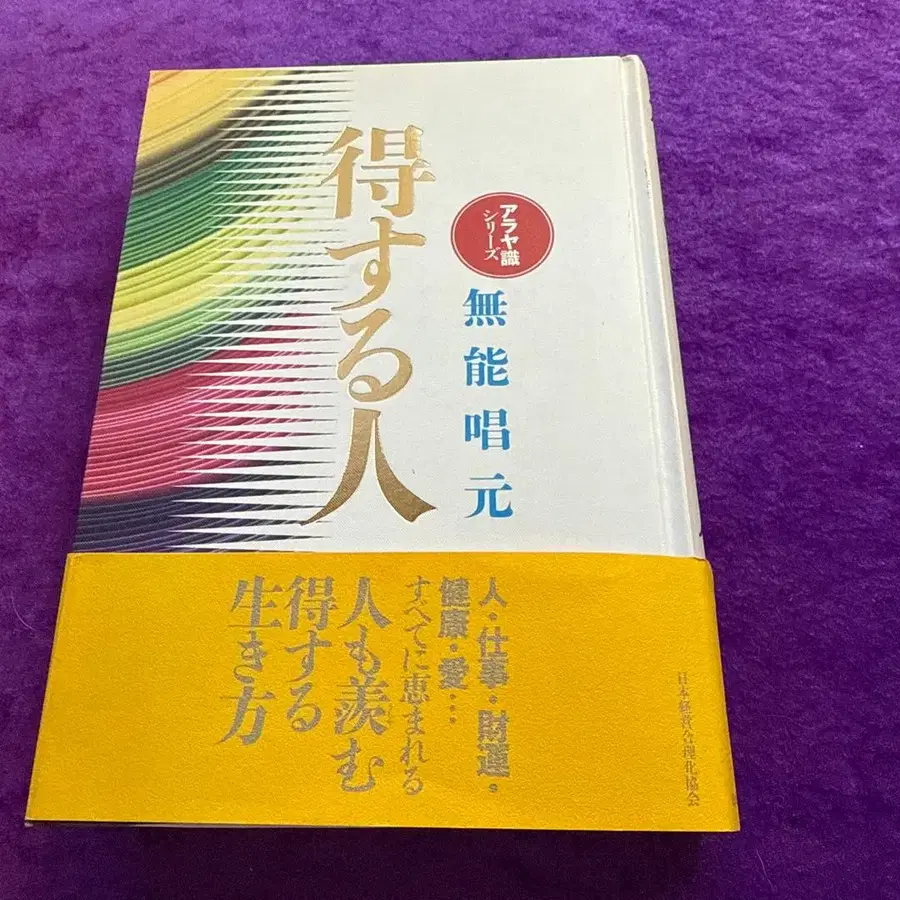 得する人
アラヤ識
シリーズ
無能唱元
人・仕事・財運・
健康・愛…
すべてに恵まれる
人も羨む
得する
生き方
日本経営合理化協会